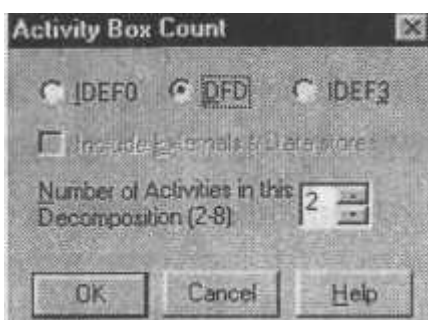 Activity Box Count
IDEF0 DFD IDEF3
Include Externals & Data stores
Number of Activities in this
Decomposition (2-8)
2
OK Cancel Help